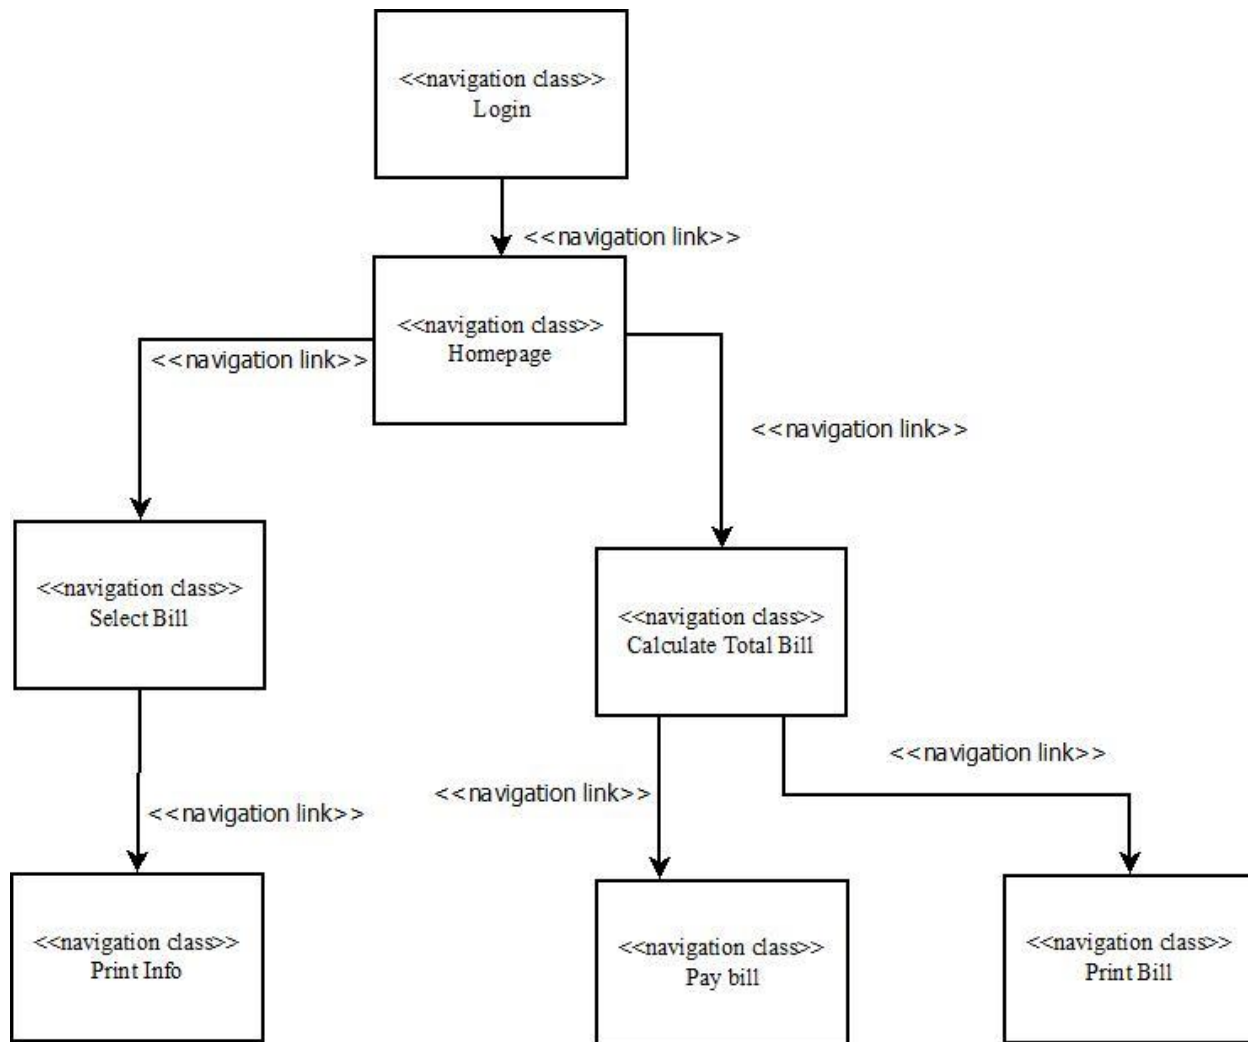 <<navigation class>>
Login
<<navigation link>>
<<navigation class>>
Homepage
<<navigation link>>
<<navigation link>>
<<navigation class>>
Select Bill
<<navigation class>>
Calculate Total Bill
<<navigation link>>
<<navigation link>>
<<navigation link>>
<<navigation class>>
Print Info
<<navigation class>>
Pay bill
<<navigation class>>
Print Bill